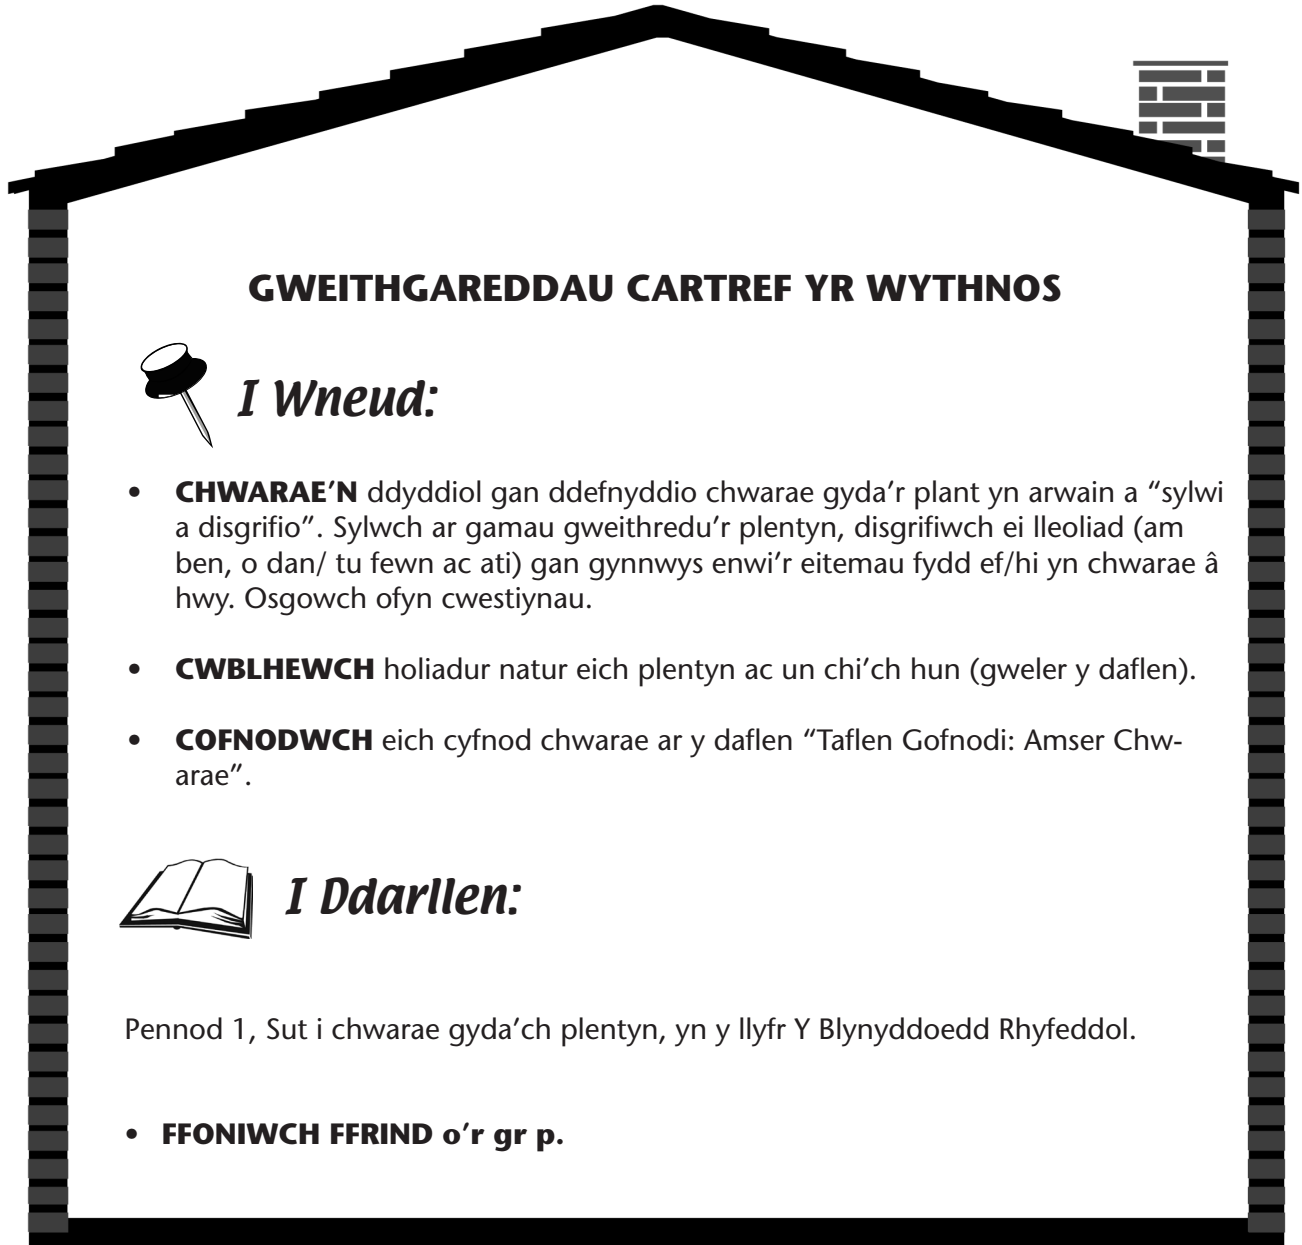 GWEITHGAREDDAU CARTREF YR WYTHNOS
I Wneud:
• CHWARAE’N ddyddiol gan ddefnyddio chwarae gyda’r plant yn arwain a “sylwi
a disgrifio”. Sylwch ar gamau gweithredu’r plentyn, disgrifiwch ei lleoliad (am
ben, o dan/ tu fewn ac ati) gan gynnwys enwi’r eitemau fydd ef/hi yn chwarae â
hwy. Osgowch ofyn cwestiynau.
• CWBLHEWCH holiadur natur eich plentyn ac un chi’ch hun (gweler y daflen).
• COFNODWCH eich cyfnod chwarae ar y daflen “Taflen Gofnodi: Amser Chw-
arae”.
I Ddarllen:
Pennod 1, Sut i chwarae gyda’ch plentyn, yn y llyfr Y Blynyddoedd Rhyfeddol.
• FFONIWCH FFRIND o’r gr p.